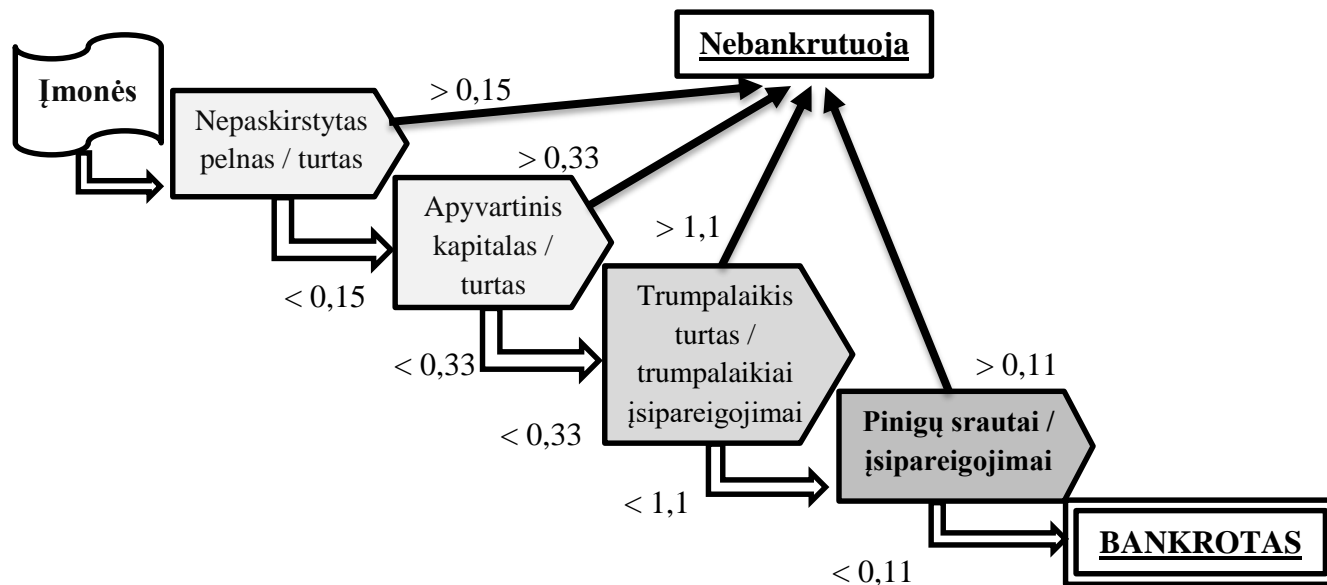 Nebankrutuoja
Įmonės
> 0,15
Nepaskirstytas
pelnas / turtas
> 0,33
Apyvartinis
kapitalas /
turtas
< 0,15
> 1,1
Trumpalaikis
turtas /
trumpalaikiai
įsipareigojimai
< 0,33
< 0,33
> 0,11
Pinigų srautai /
įsipareigojimai
< 1,1
BANKROTAS
< 0,11